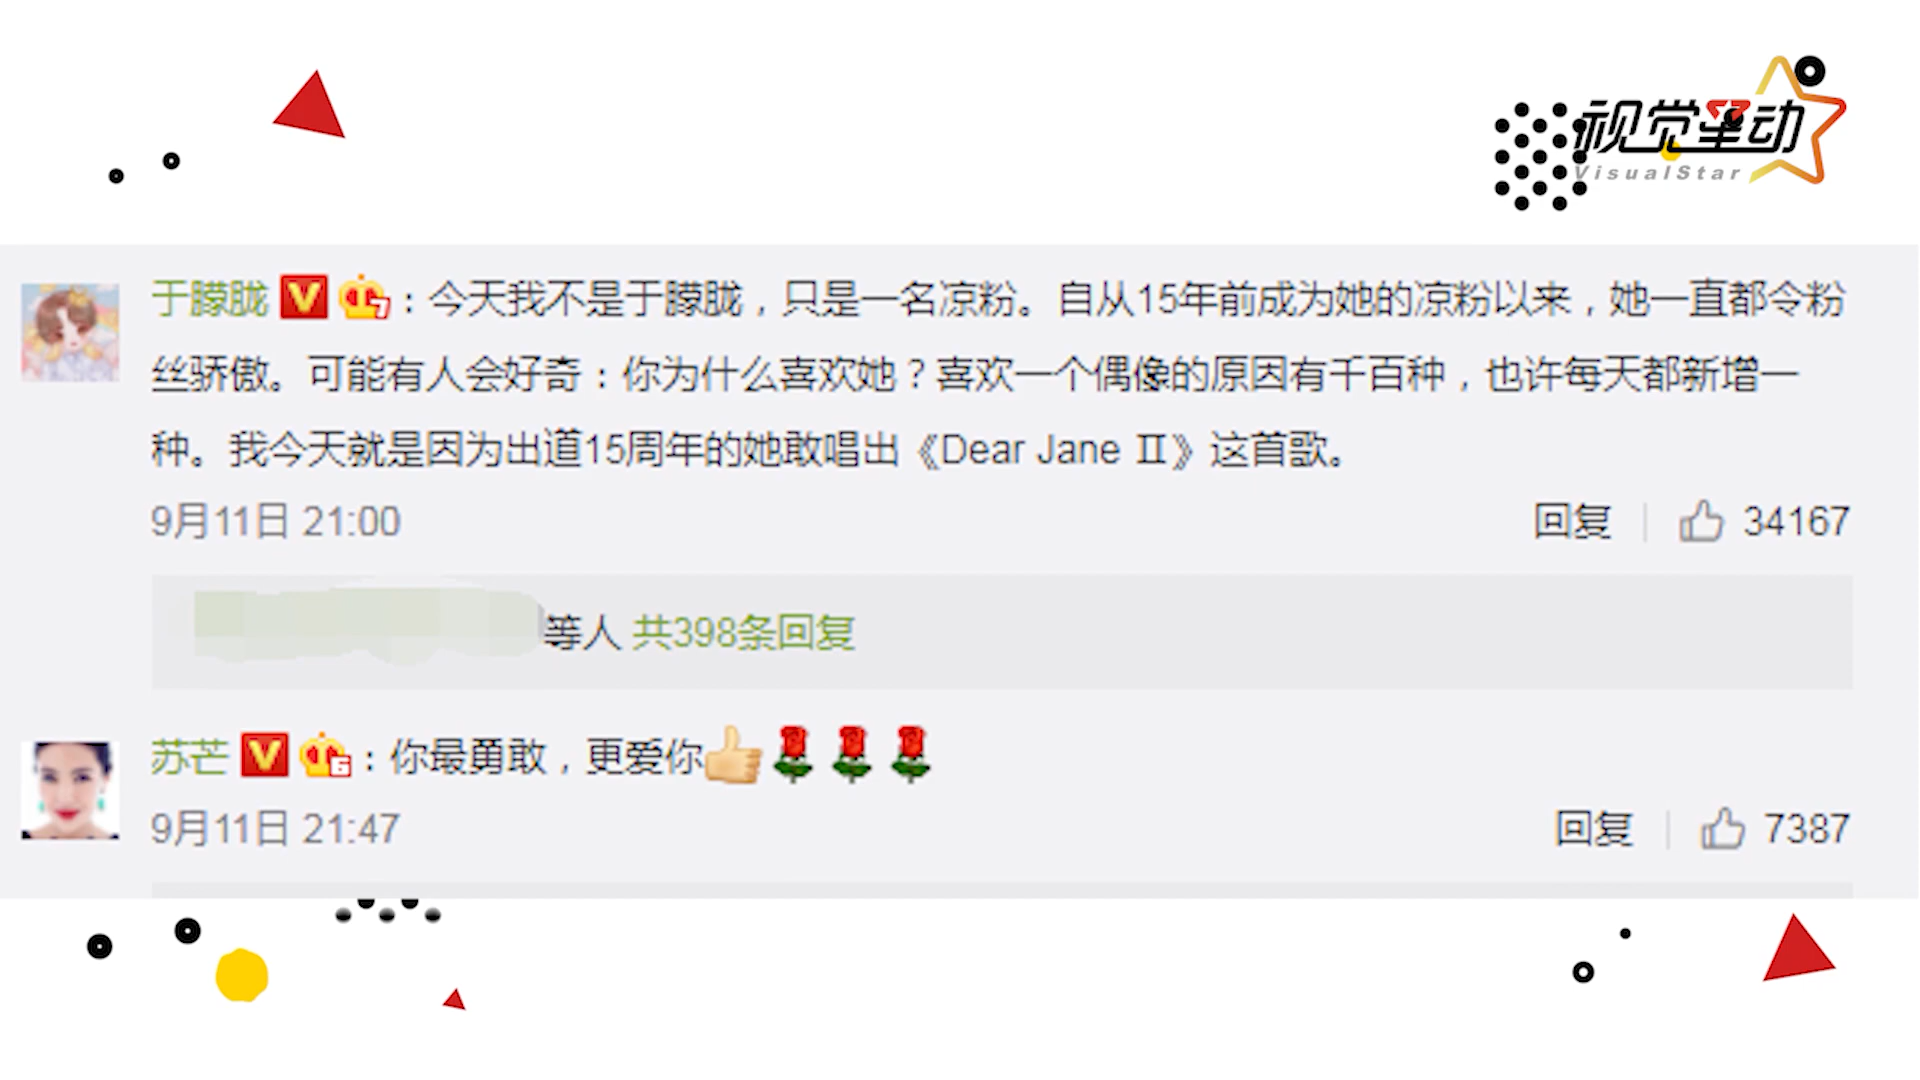 视觉星动
VisualStar
于朦胧 V 7：今天我不是于朦胧，只是一名凉粉。自从15年前成为她的凉粉以来，她一直都令粉
丝骄傲。可能有人会好奇：你为什么喜欢她？喜欢一个偶像的原因有千百种，也许每天都新增一
种。我今天就是因为出道15周年的她敢唱出《Dear Jane Ⅱ》这首歌。
9月11日 21:00 回复 34167
等人 共398条回复
苏芒 V 6：你最勇敢，更爱你
9月11日 21:47 回复 7387